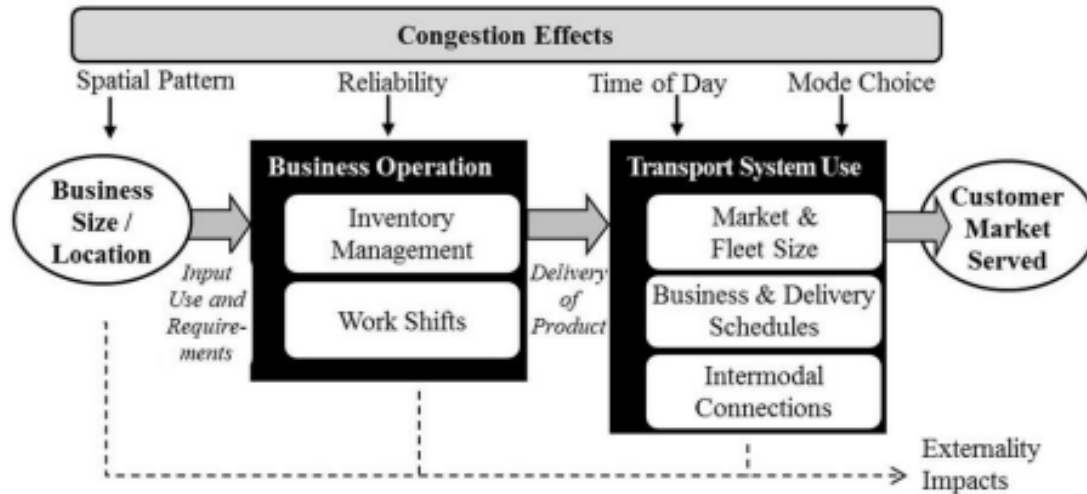 Congestion Effects
Spatial Pattern
Reliability
Time of Day
Mode Choice
Business
Size /
Location
Input
Use and
Require-
ments
Business Operation
Inventory
Management
Work Shifts
Delivery
of
Product
Transport System Use
Market &
Fleet Size
Business & Delivery
Schedules
Intermodal
Connections
Customer
Market
Served
Externality
Impacts